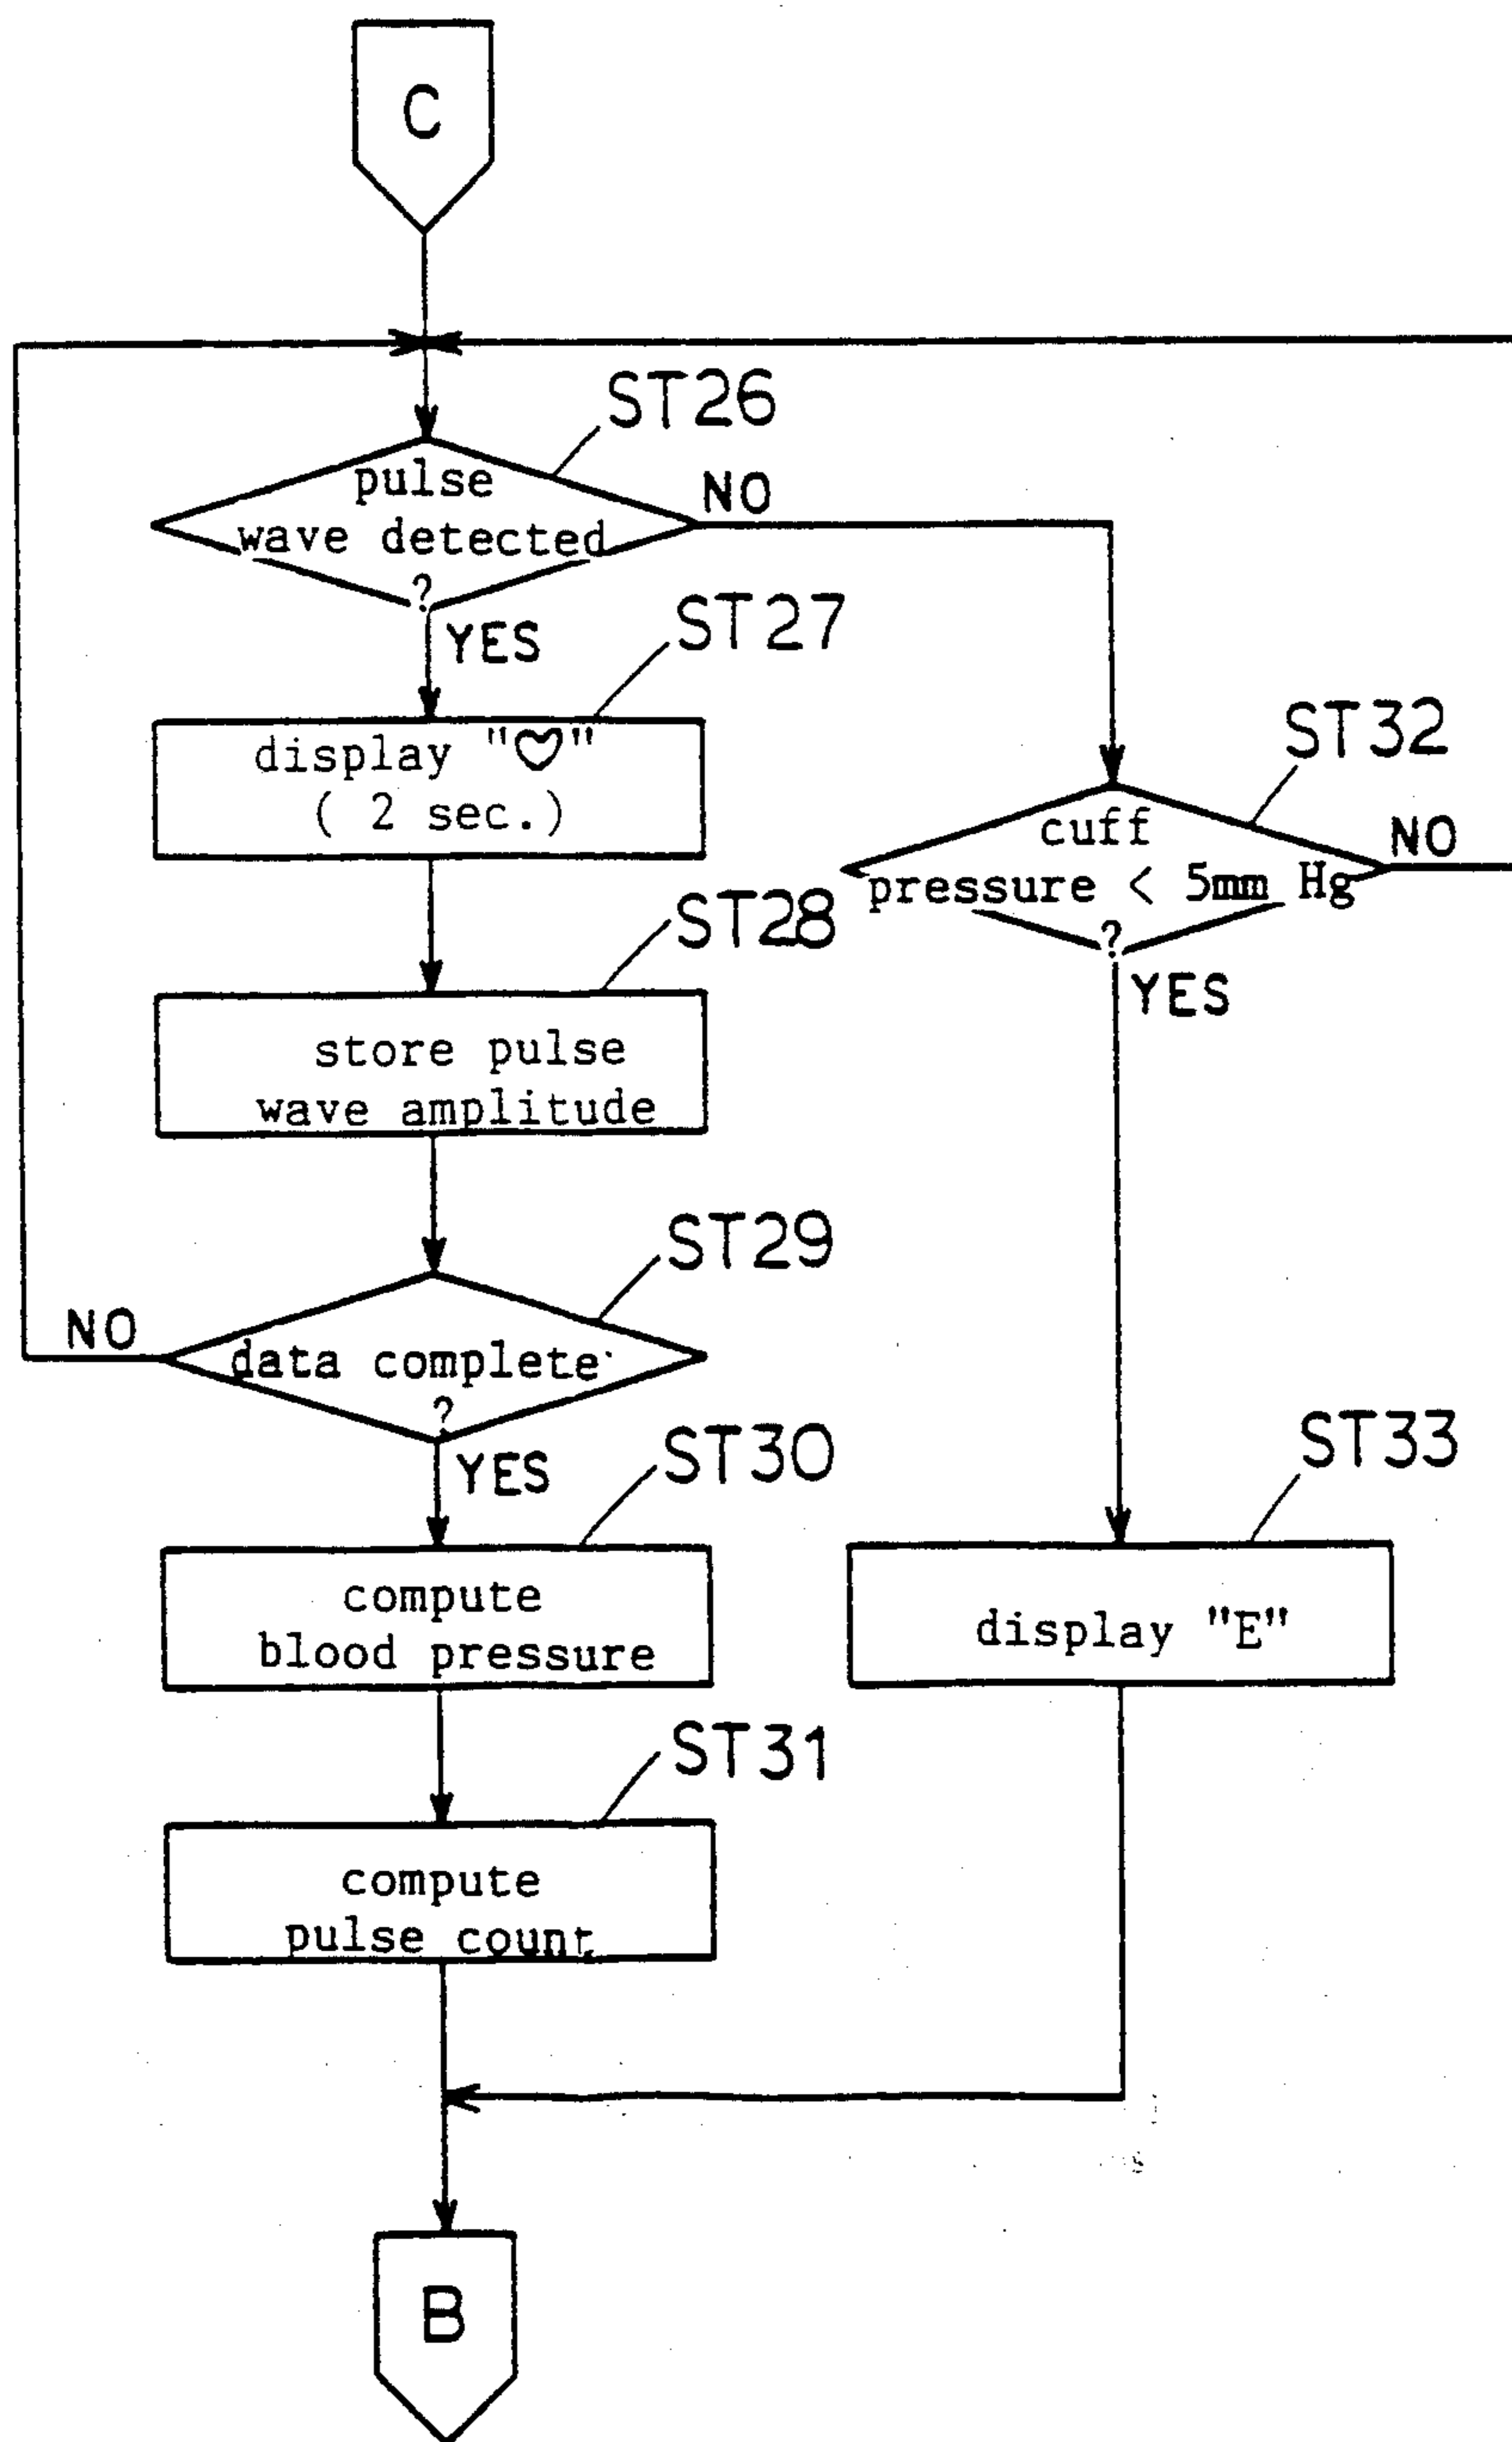 C
ST26
pulse
NO
wave detected
?
YES
ST27
display "♡"
( 2 sec.)
ST32
cuff
NO
pressure < 5mm Hg
?
YES
ST28
store pulse
wave amplitude
ST29
NO
data complete
?
YES
ST30
ST33
compute
blood pressure
display "E"
ST31
compute
pulse count
B